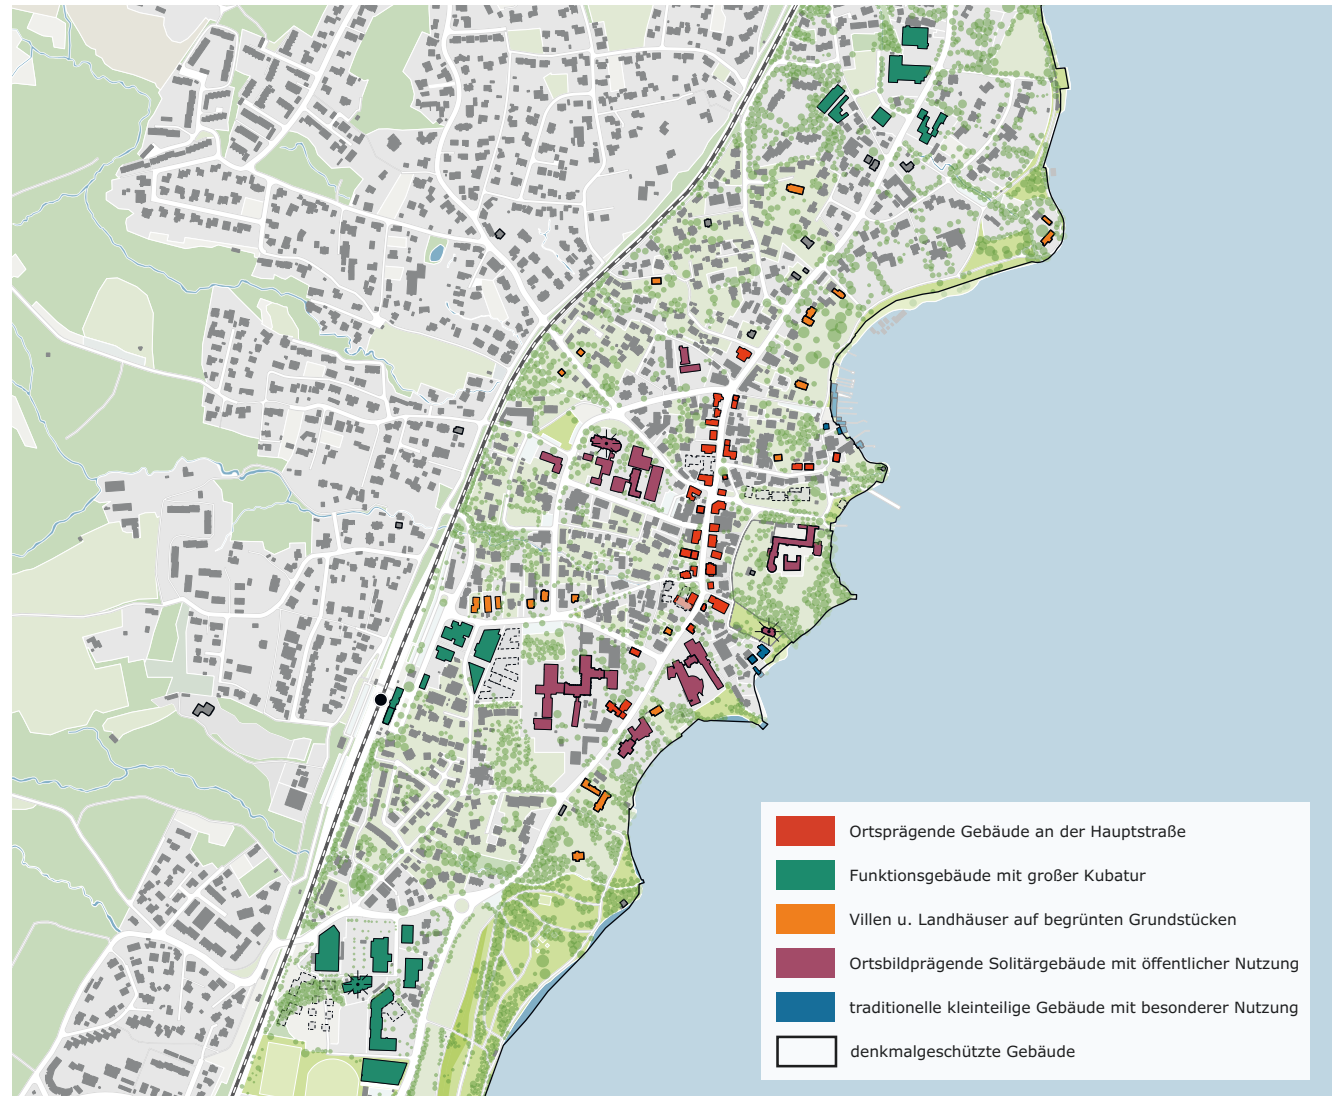 Ortsprägende Gebäude an der Hauptstraße
Funktionsgebäude mit großer Kubatur
Villen u. Landhäuser auf begrünten Grundstücken
Ortsbildprägende Solitärgebäude mit öffentlicher Nutzung
traditionelle kleinteilige Gebäude mit besonderer Nutzung
denkmalgeschützte Gebäude